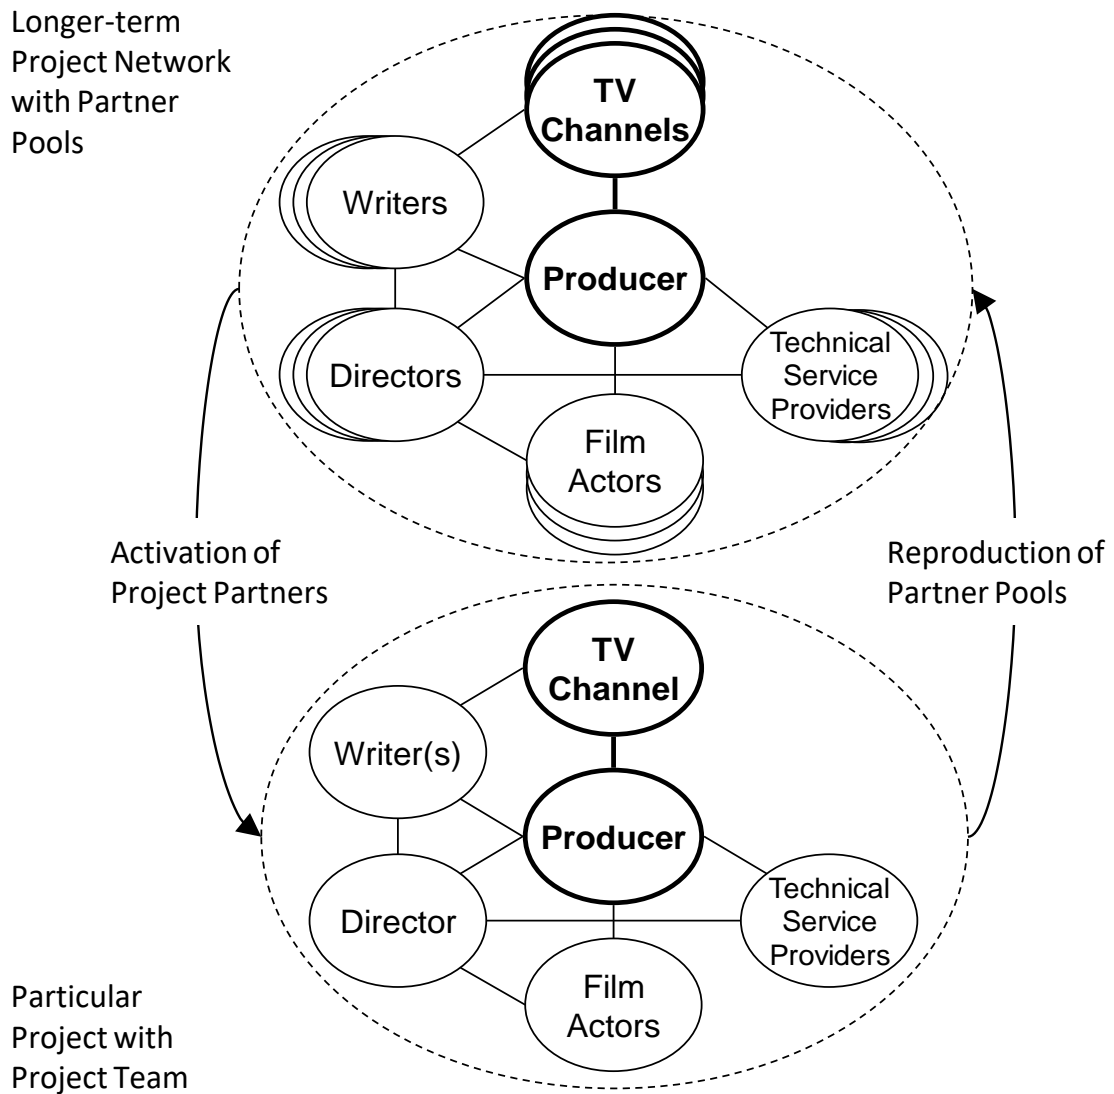 Longer-term
Project Network
with Partner
Pools
TV
Channels
Writers
Producer
Directors
Technical
Service
Providers
Film
Actors
Activation of
Project Partners
Reproduction of
Partner Pools
TV
Channel
Writer(s)
Producer
Director
Technical
Service
Providers
Film
Actors
Particular
Project with
Project Team